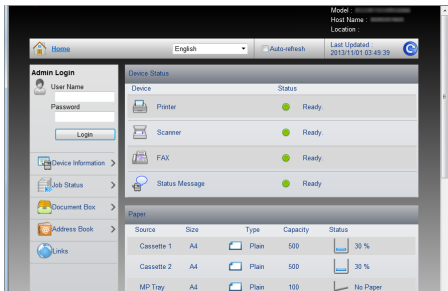 Model :
Host Name :
Location :
Home
English
Auto-refresh
Last Updated :
2013/11/01 03:49:39
Admin Login
User Name
Password
Login
Device Information
Job Status
Document Box
Address Book
Links
Device Status
Device Status
Printer Ready.
Scanner Ready.
FAX Ready.
Status Message Ready
Paper
Source Size Type Capacity Status
Cassette 1 A4 Plain 500 30 %
Cassette 2 A4 Plain 500 30 %
MP Tray A4 Plain 100 No Paper